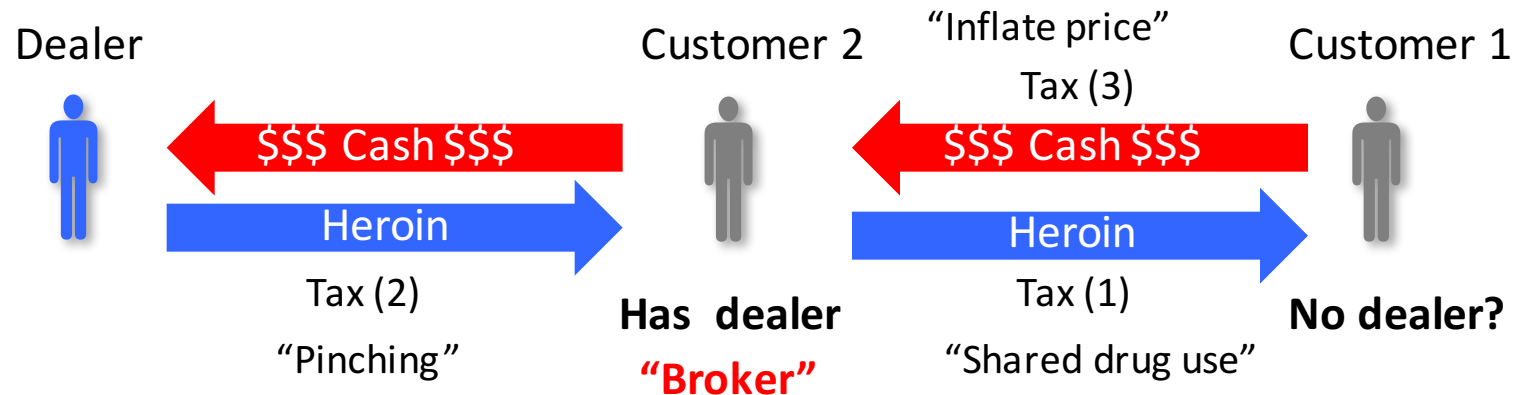 Dealer
Customer 2
“Inflate price”
Tax (3)
Customer 1
$$$ Cash $$$
$$$ Cash $$$
Heroin
Heroin
Tax (2)
“Pinching”
Has dealer
“Broker”
Tax (1)
“Shared drug use”
No dealer?